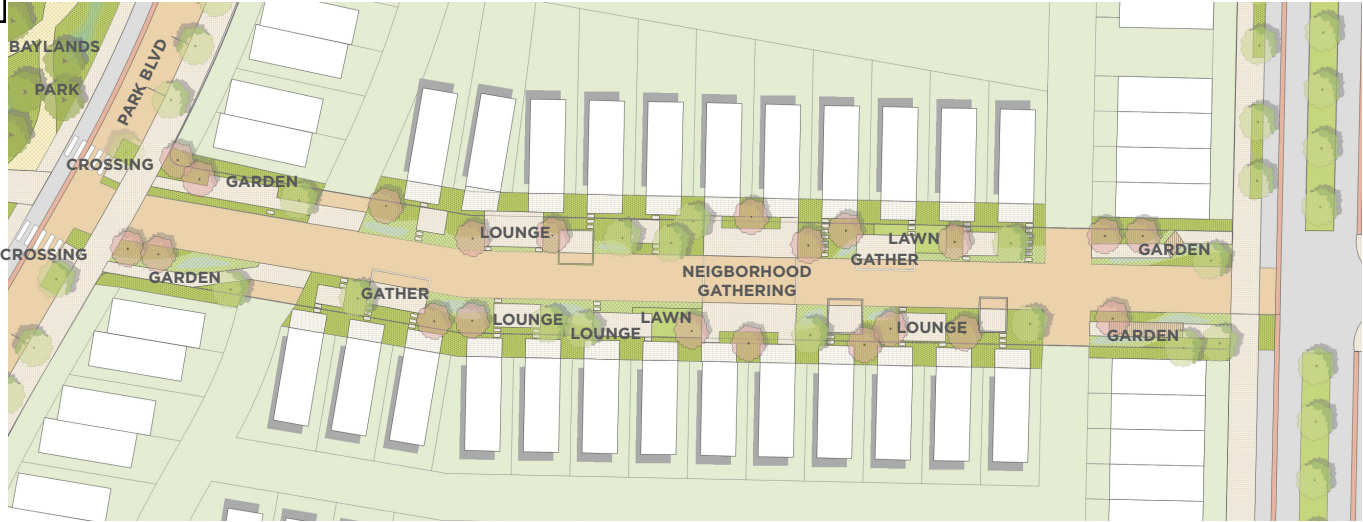 BAYLANDS
PARK
PARK BLVD
CROSSING
GARDEN
CROSSING
GARDEN
LOUNGE
LAWN
GATHER
GARDEN
NEIGBORHOOD
GATHERING
GATHER
LOUNGE
LAWN
LOUNGE
LOUNGE
GARDEN